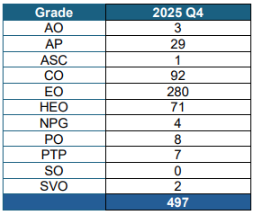 Grade 2025 Q4
AO 3
AP 29
ASC 1
CO 92
EO 280
HEO 71
NPG 4
PO 8
PTP 7
SO 0
SVO 2
497